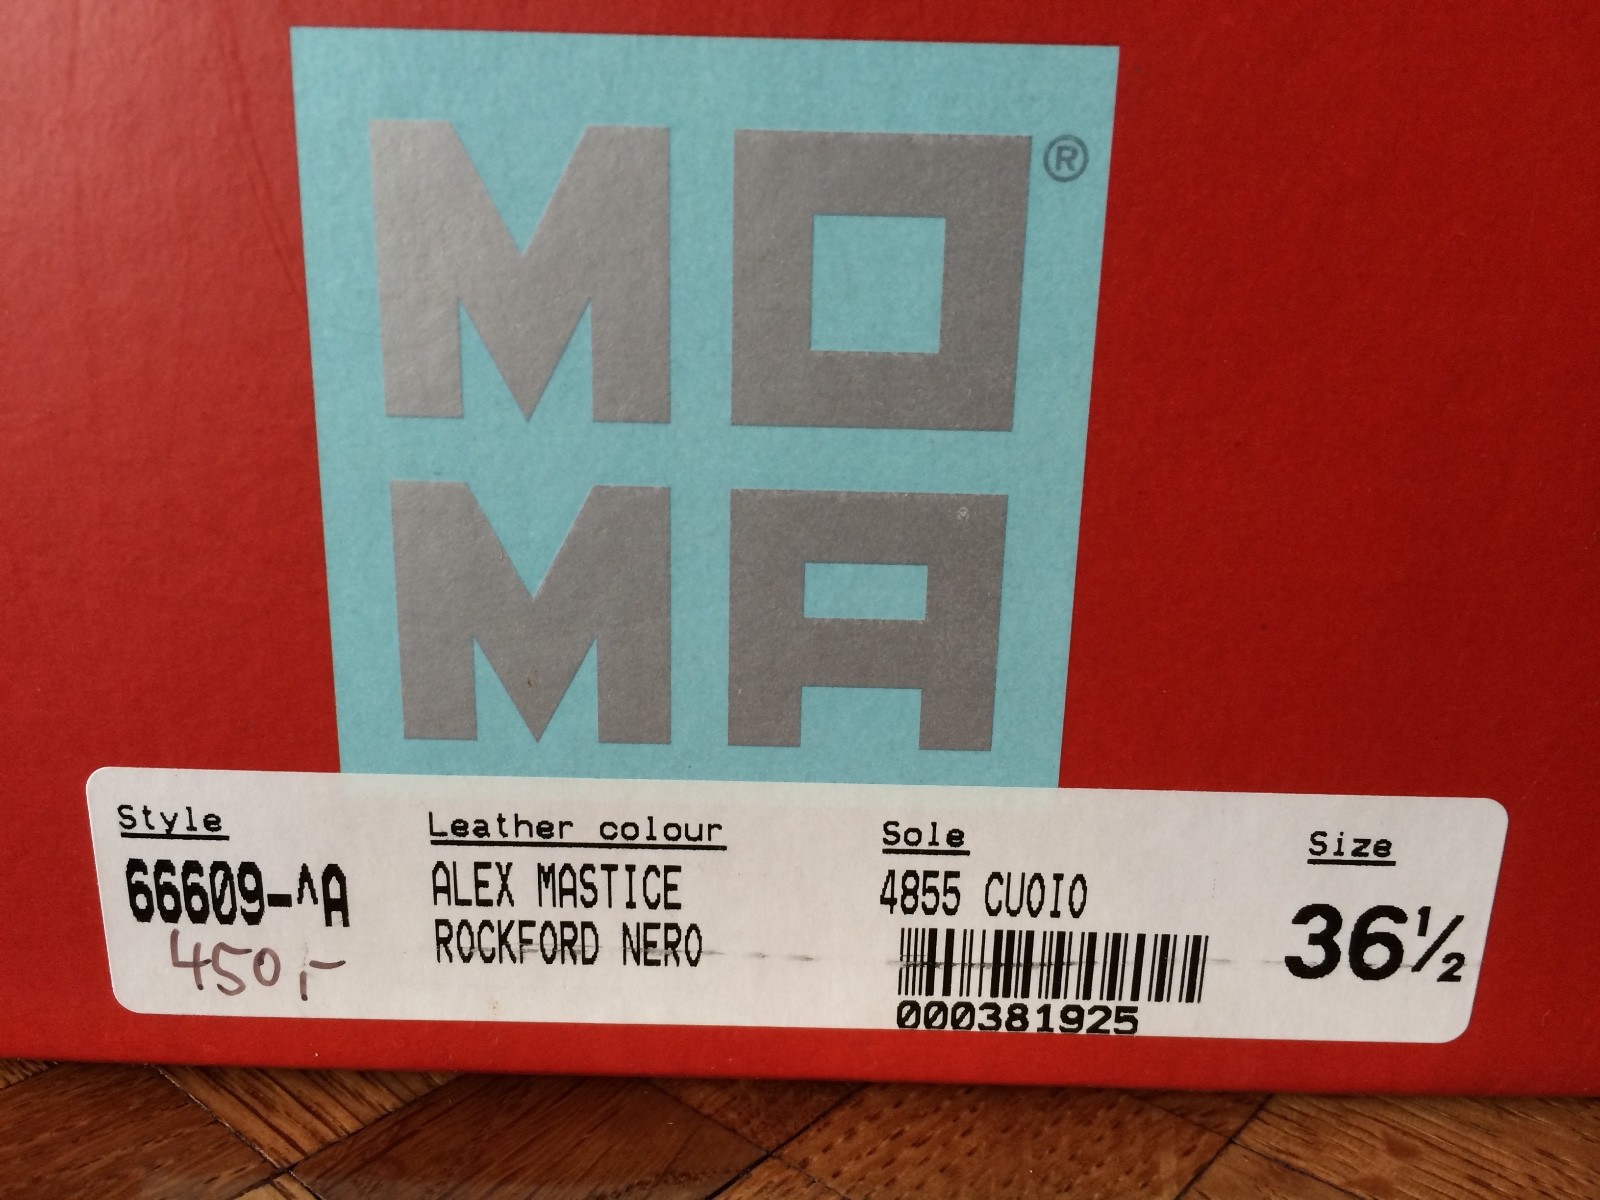 MO®
MA
Style Leather colour Sole Size
66609-^A ALEX MASTICE 4855 CUOIO 36½
450,- ROCKFORD NERO
000381925